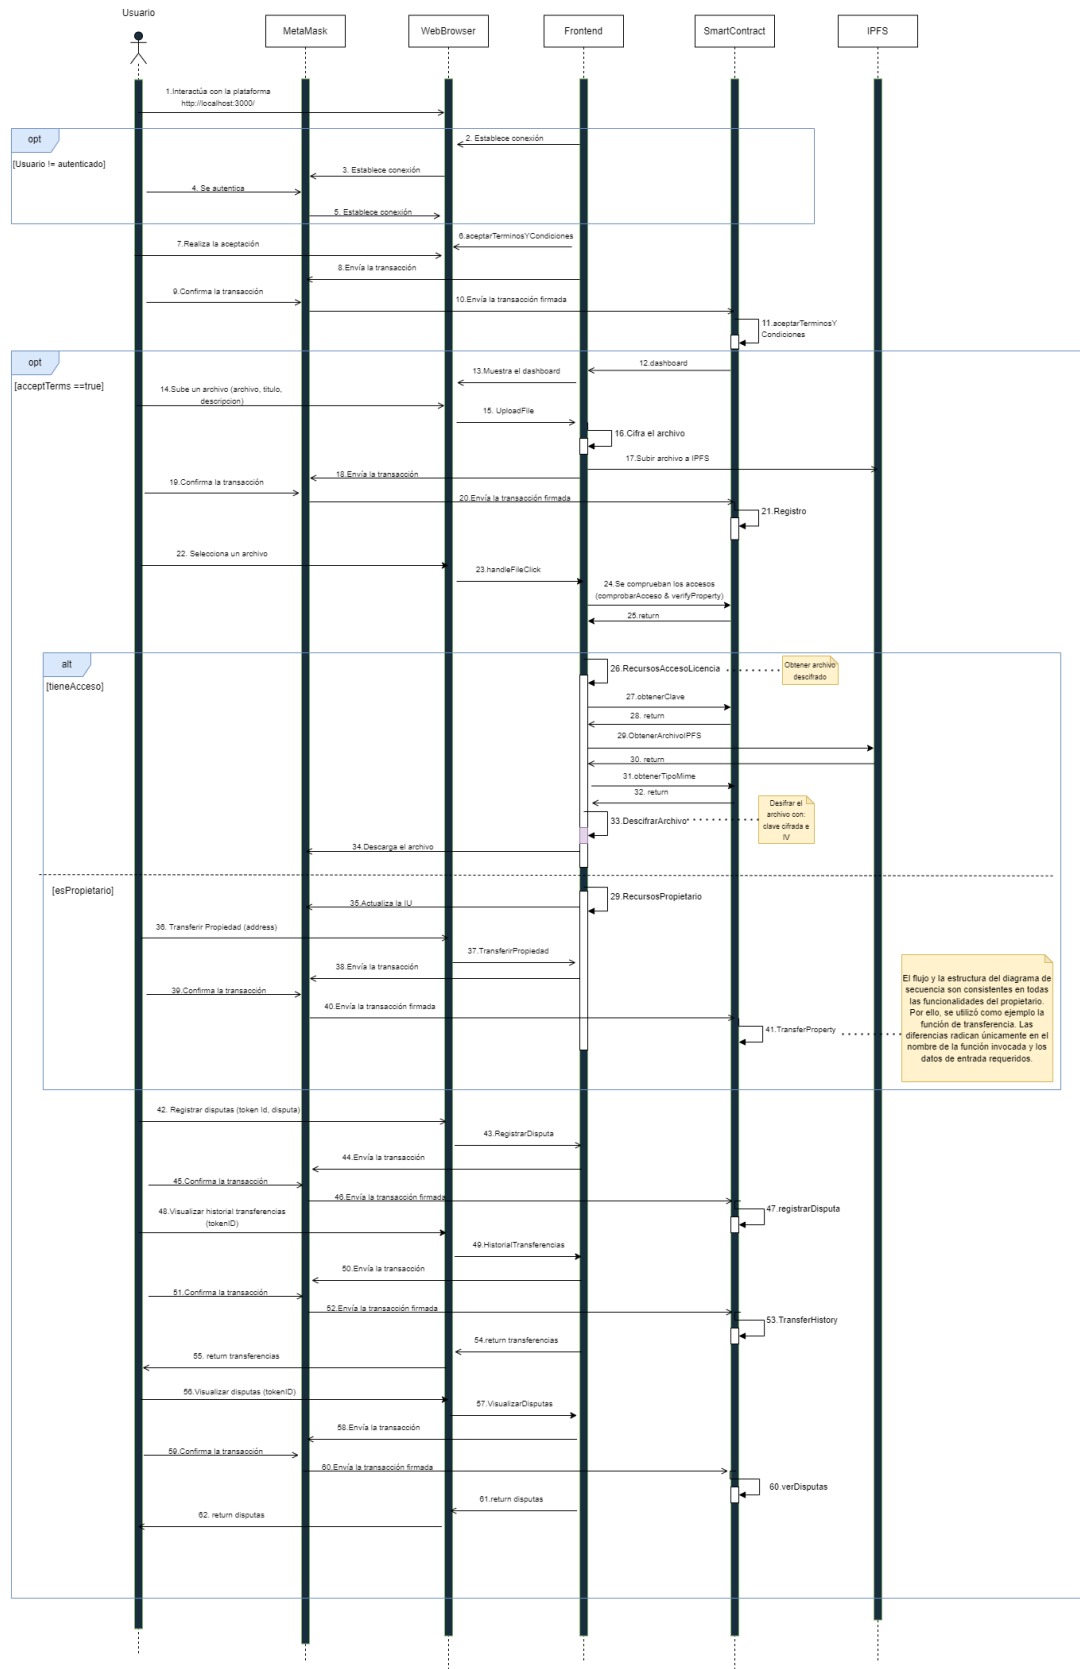 Usuario
MetaMask
WebBrowser
Frontend
SmartContract
IPFS
1.Interactúa con la plataforma
http://localhost:3000/
opt
[Usuario != autenticado]
2. Establece conexión
3. Establece conexión
4. Se autentica
5. Establece conexión
6.aceptarTerminosYCondiciones
7.Realiza la aceptación
8.Envía la transacción
9.Confirma la transacción
10.Envía la transacción firmada
11.aceptarTerminosY
Condiciones
opt
[acceptTerms ==true]
12.dashboard
13.Muestra el dashboard
14.Sube un archivo (archivo, titulo,
descripcion)
15. UploadFile
16.Cifra el archivo
17.Subir archivo a IPFS
18.Envía la transacción
19.Confirma la transacción
20.Envía la transacción firmada
21.Registro
22. Selecciona un archivo
23.handleFileClick
24.Se comprueban los accesos
(comprobarAcceso & verifyProperty)
25.return
alt
[tieneAcceso]
26.RecursosAccesoLicencia
Obtener archivo
descifrado
27.obtenerClave
28. return
29.ObtenerArchivoIPFS
30. return
31.obtenerTipoMime
32. return
33.DescifrarArchivo
Desifrar el
archivo con:
clave cifrada e
IV
34.Descarga el archivo
[esPropietario]
29.RecursosPropietario
35.Actualiza la IU
36. Transferir Propiedad (address)
37.TransferirPropiedad
38.Envía la transacción
39.Confirma la transacción
40.Envía la transacción firmada
41.TransferProperty
El flujo y la estructura del diagrama de
secuencia son consistentes en todas
las funcionalidades del propietario.
Por ello, se utilizó como ejemplo la
función de transferencia. Las
diferencias radican únicamente en el
nombre de la función invocada y los
datos de entrada requeridos.
42. Registrar disputas (token Id, disputa)
43.RegistrarDisputa
44.Envía la transacción
45.Confirma la transacción
46.Envía la transacción firmada
47.registrarDisputa
48.Visualizar historial transferencias
(tokenID)
49.HistorialTransferencias
50.Envía la transacción
51.Confirma la transacción
52.Envía la transacción firmada
53.TransferHistory
54.return transferencias
55. return transferencias
56.Visualizar disputas (tokenID)
57.VisualizarDisputas
58.Envía la transacción
59.Confirma la transacción
60.Envía la transacción firmada
60.verDisputas
61.return disputas
62. return disputas